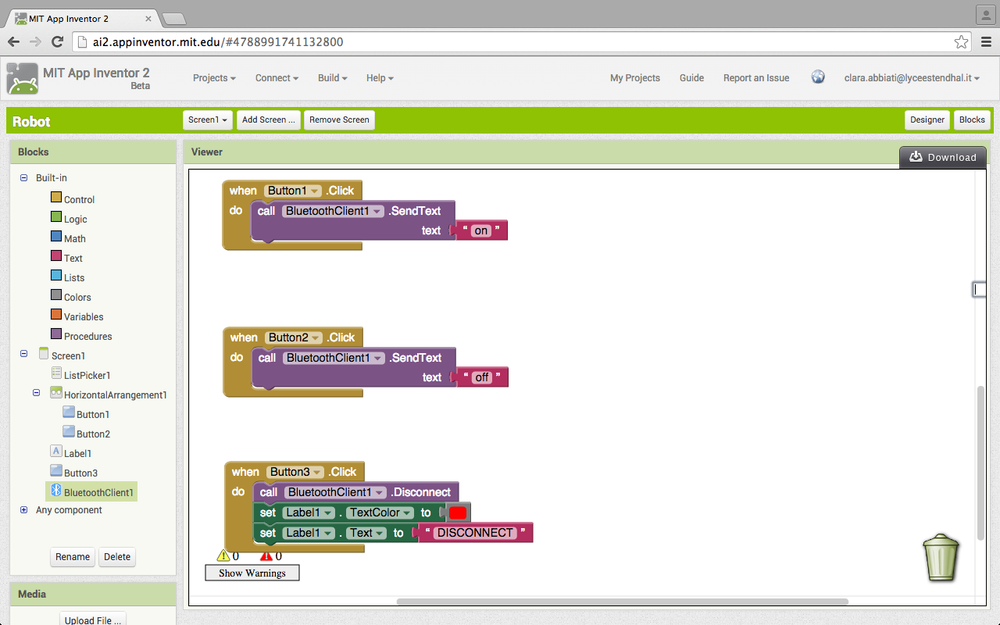 MIT App Inventor 2
ai2.appinventor.mit.edu/#4788991741132800
MIT App Inventor 2
Beta
Projects Connect Build Help My Projects Guide Report an Issue clara.abbiati@lyceestendhal.it
Robot Screen1 Add Screen ... Remove Screen Designer Blocks
Blocks
Viewer
Download
Built-in
Control
Logic
Math
Text
Lists
Colors
Variables
Procedures
Screen1
ListPicker1
HorizontalArrangement1
Button1
Button2
Label1
Button3
BluetoothClient1
Any component
Rename Delete
Media
Upload File ...
when Button1 .Click
do call BluetoothClient1 .SendText
text “ on ”
when Button2 .Click
do call BluetoothClient1 .SendText
text “ off ”
when Button3 .Click
do call BluetoothClient1 .Disconnect
set Label1 . TextColor to
set Label1 . Text to “ DISCONNECT ”
0 0
Show Warnings